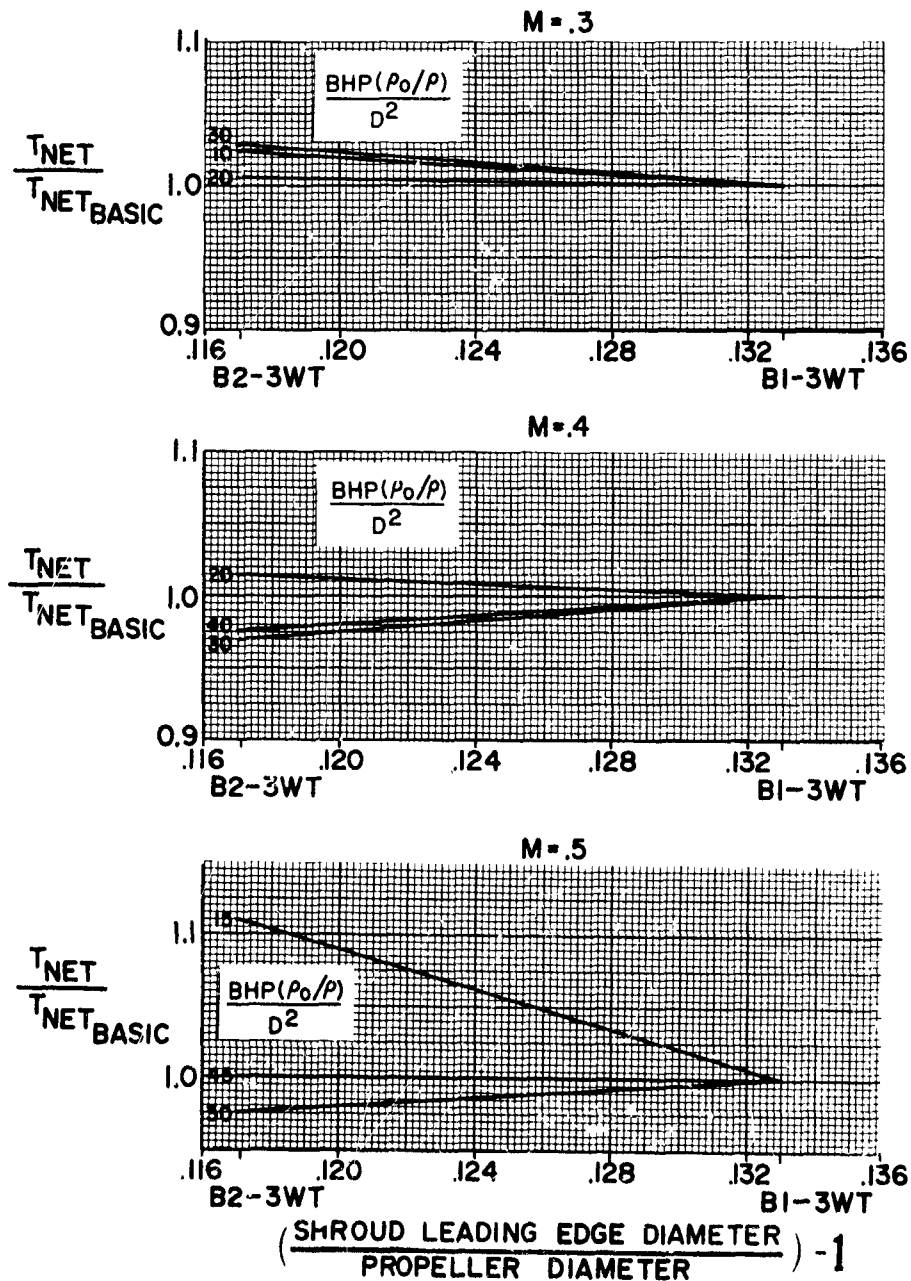 M=.3
1.1
BHP(ρ₀/ρ)
D²
30
10
20
T_NET
T_NET_BASIC
1.0
0.9
.116 .120 .124 .128 .132 .136
B2-3WT B1-3WT
M=.4
1.1
BHP(ρ₀/ρ)
D²
20
T_NET
T_NET_BASIC
1.0
40
30
0.9
.116 .120 .124 .128 .132 .136
B2-3WT B1-3WT
M=.5
15
1.1
T_NET
T_NET_BASIC
BHP(ρ₀/ρ)
D²
1.0
30
.116 .120 .124 .128 .132 .136
B2-3WT B1-3WT
(SHROUD LEADING EDGE DIAMETER
PROPELLER DIAMETER) -1